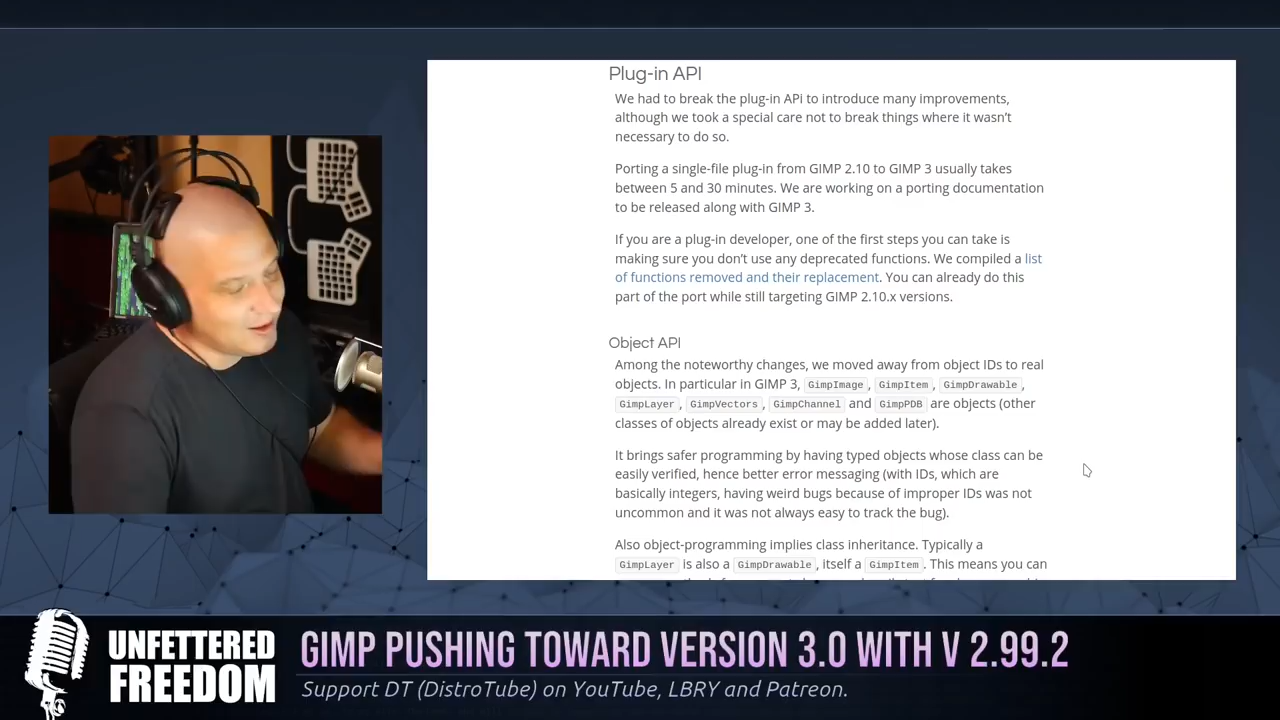 Plug-in API
We had to break the plug-in APi to introduce many improvements,
although we took a special care not to break things where it wasn't
necessary to do so.
Porting a single-file plug-in from GIMP 2.10 to GIMP 3 usually takes
between 5 and 30 minutes. We are working on a porting documentation
to be released along with GIMP 3.
If you are a plug-in developer, one of the first steps you can take is
making sure you don't use any deprecated functions. We compiled a list
of functions removed and their replacement. You can already do this
part of the port while still targeting GIMP 2.10.x versions.
Object API
Among the noteworthy changes, we moved away from object IDs to real
objects. In particular in GIMP 3, GimpImage, GimpItem, GimpDrawable,
GimpLayer, GimpVectors, GimpChannel and GimpPDB are objects (other
classes of objects already exist or may be added later).
It brings safer programming by having typed objects whose class can be
easily verified, hence better error messaging (with IDs, which are
basically integers, having weird bugs because of improper IDs was not
uncommon and it was not always easy to track the bug).
Also object-programming implies class inheritance. Typically a
GimpLayer is also a GimpDrawable, itself a GimpItem. This means you can
UNFETTERED
FREEDOM
GIMP PUSHING TOWARD VERSION 3.0 WITH V 2.99.2
Support DT (DistroTube) on YouTube, LBRY and Patreon.